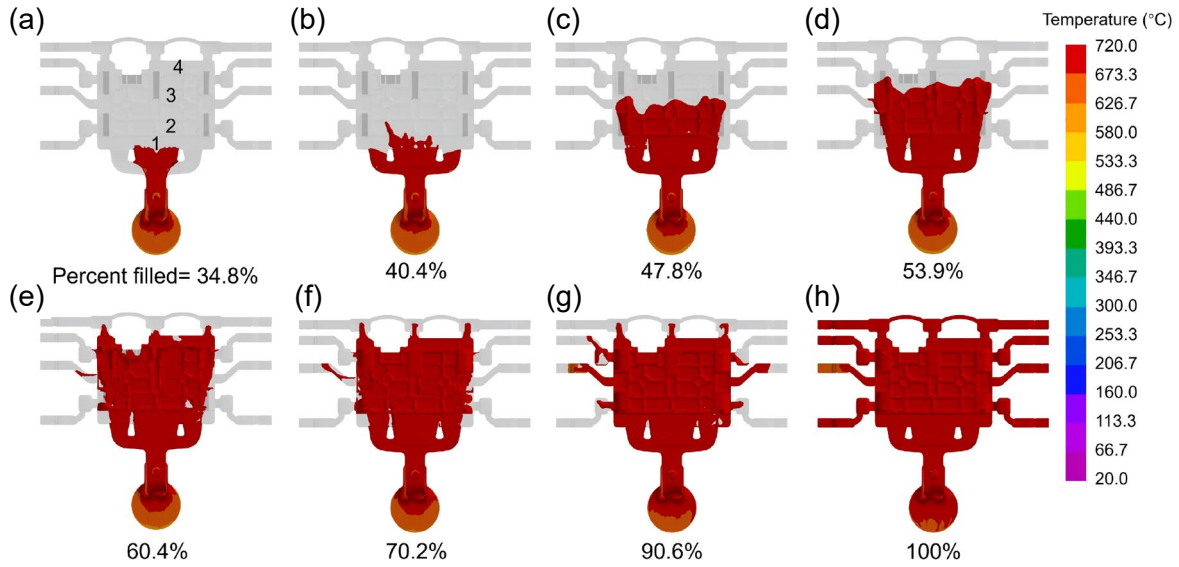 (a)
(b)
(c)
(d)
Temperature (°C)
4
3
2
1
720.0
673.3
626.7
580.0
533.3
486.7
440.0
393.3
346.7
300.0
253.3
206.7
160.0
113.3
66.7
20.0
Percent filled= 34.8%
40.4%
47.8%
53.9%
(e)
(f)
(g)
(h)
60.4%
70.2%
90.6%
100%